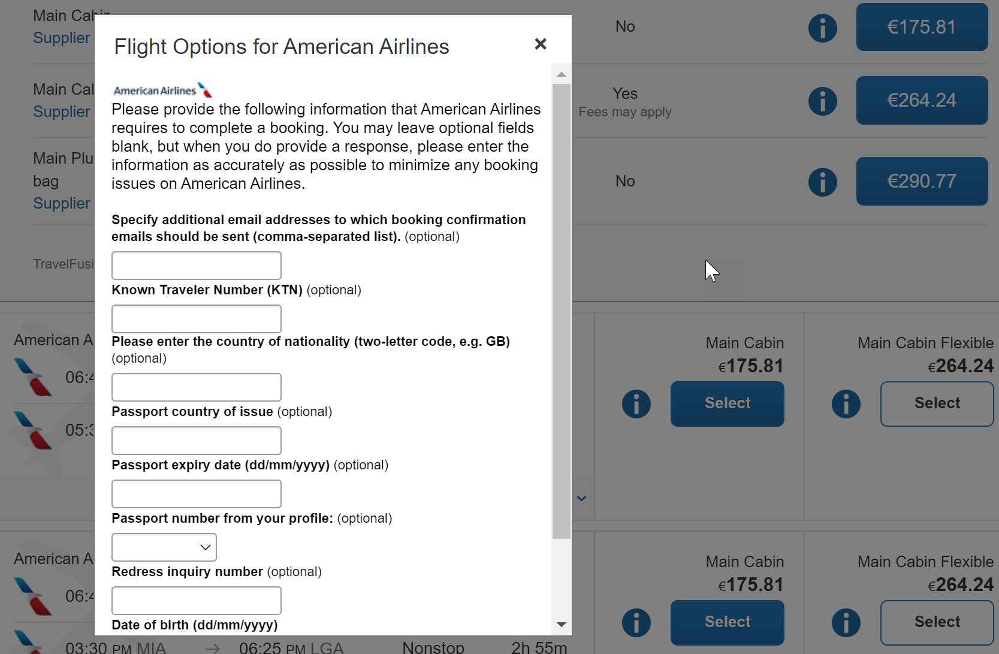 Main Cabin
Supplier
No
€175.81
Flight Options for American Airlines
Main
Supplier
Yes
Fees may apply
€264.24
American Airlines
Please provide the following information that American Airlines
requires to complete a booking. You may leave optional fields
blank, but when you do provide a response, please enter the
information as accurately as possible to minimize any booking
issues on American Airlines.
Main
bag
Supplier
No
€290.77
Specify additional email addresses to which booking confirmation
emails should be sent (comma-separated list). (optional)
Known Traveler Number (KTN) (optional)
Please enter the country of nationality (two-letter code, e.g. GB)
(optional)
Passport country of issue (optional)
Passport expiry date (dd/mm/yyyy) (optional)
Passport number from your profile: (optional)
Redress inquiry number (optional)
Date of birth (dd/mm/yyyy)
American
Main Cabin
€175.81
Select
Main Cabin Flexible
€264.24
Select
American
Main Cabin
€175.81
Select
Main Cabin Flexible
€264.24
Select
03:30 PM MIA → 06:25 PM LGA Nonstop 2h 55m